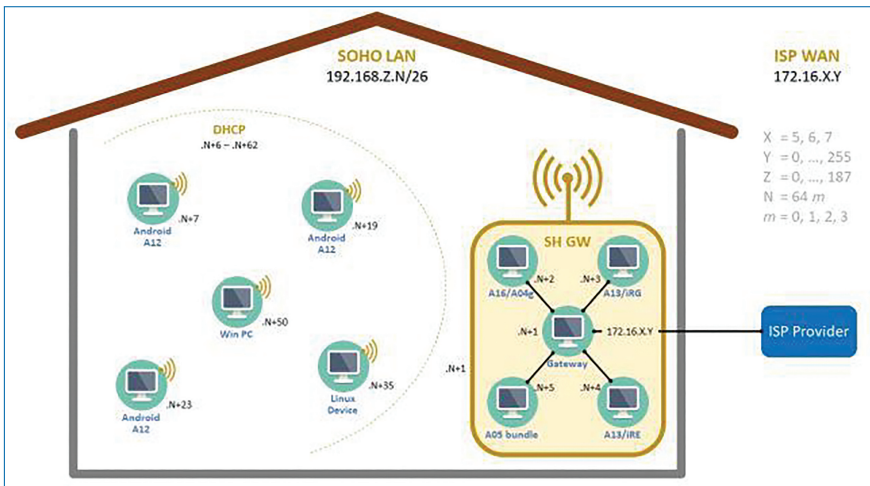 SOHO LAN
192.168.Z.N/26
ISP WAN
172.16.X.Y
X = 5, 6, 7
Y = 0, ..., 255
Z = 0, ..., 187
N = 64 m
m = 0, 1, 2, 3
DHCP
.N+6 – .N+62
.N+7
Android
A12
.N+19
Android
A12
.N+50
Win PC
.N+23
Android
A12
.N+35
Linux
Device
.N+1
SH GW
.N+2
A16/A04g
.N+3
A13/iRG
.N+1
172.16.X.Y
Gateway
.N+5
A05 bundle
.N+4
A13/iRE
ISP Provider